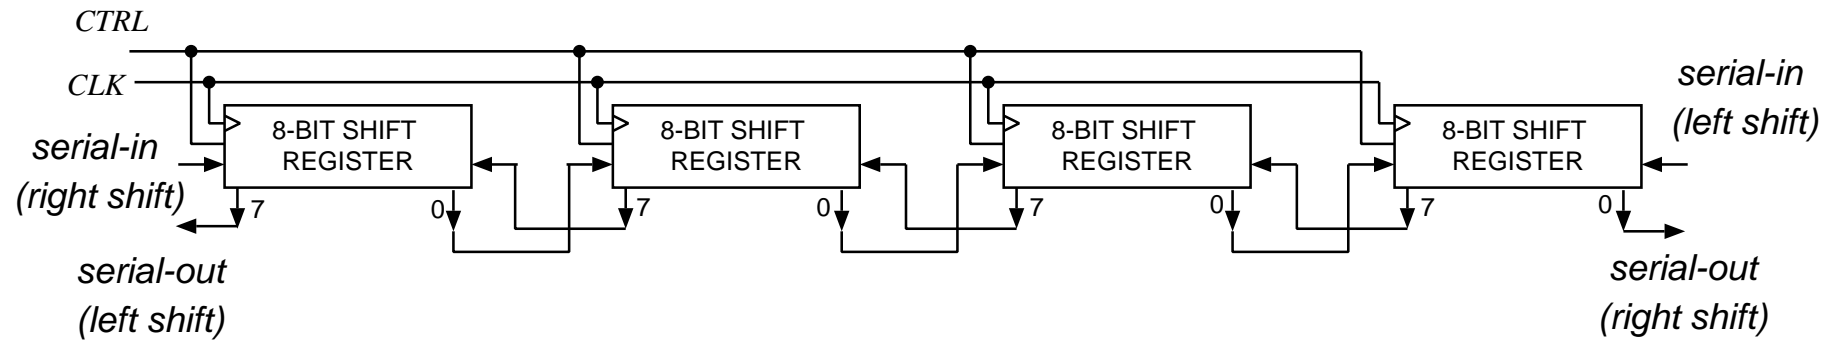 CTRL
CLK
serial-in
(right shift)
serial-out
(left shift)
8-BIT SHIFT
REGISTER
7
0
8-BIT SHIFT
REGISTER
7
0
8-BIT SHIFT
REGISTER
7
0
8-BIT SHIFT
REGISTER
7
0
serial-in
(left shift)
serial-out
(right shift)